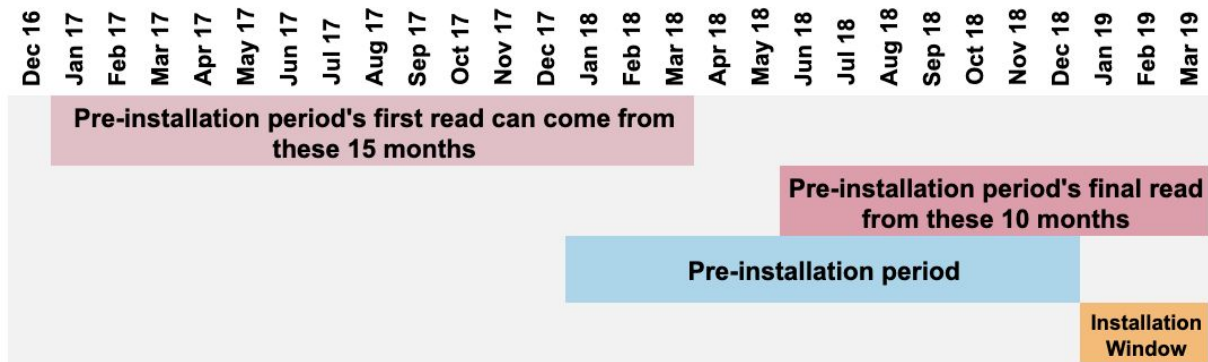 Dec 16
Jan 17
Feb 17
Mar 17
Apr 17
May 17
Jun 17
Jul 17
Aug 17
Sep 17
Oct 17
Nov 17
Dec 17
Jan 18
Feb 18
Mar 18
Apr 18
May 18
Jun 18
Jul 18
Aug 18
Sep 18
Oct 18
Nov 18
Dec 18
Jan 19
Feb 19
Mar 19
Pre-installation period's first read can come from
these 15 months
Pre-installation period's final read
from these 10 months
Pre-installation period
Installation
Window